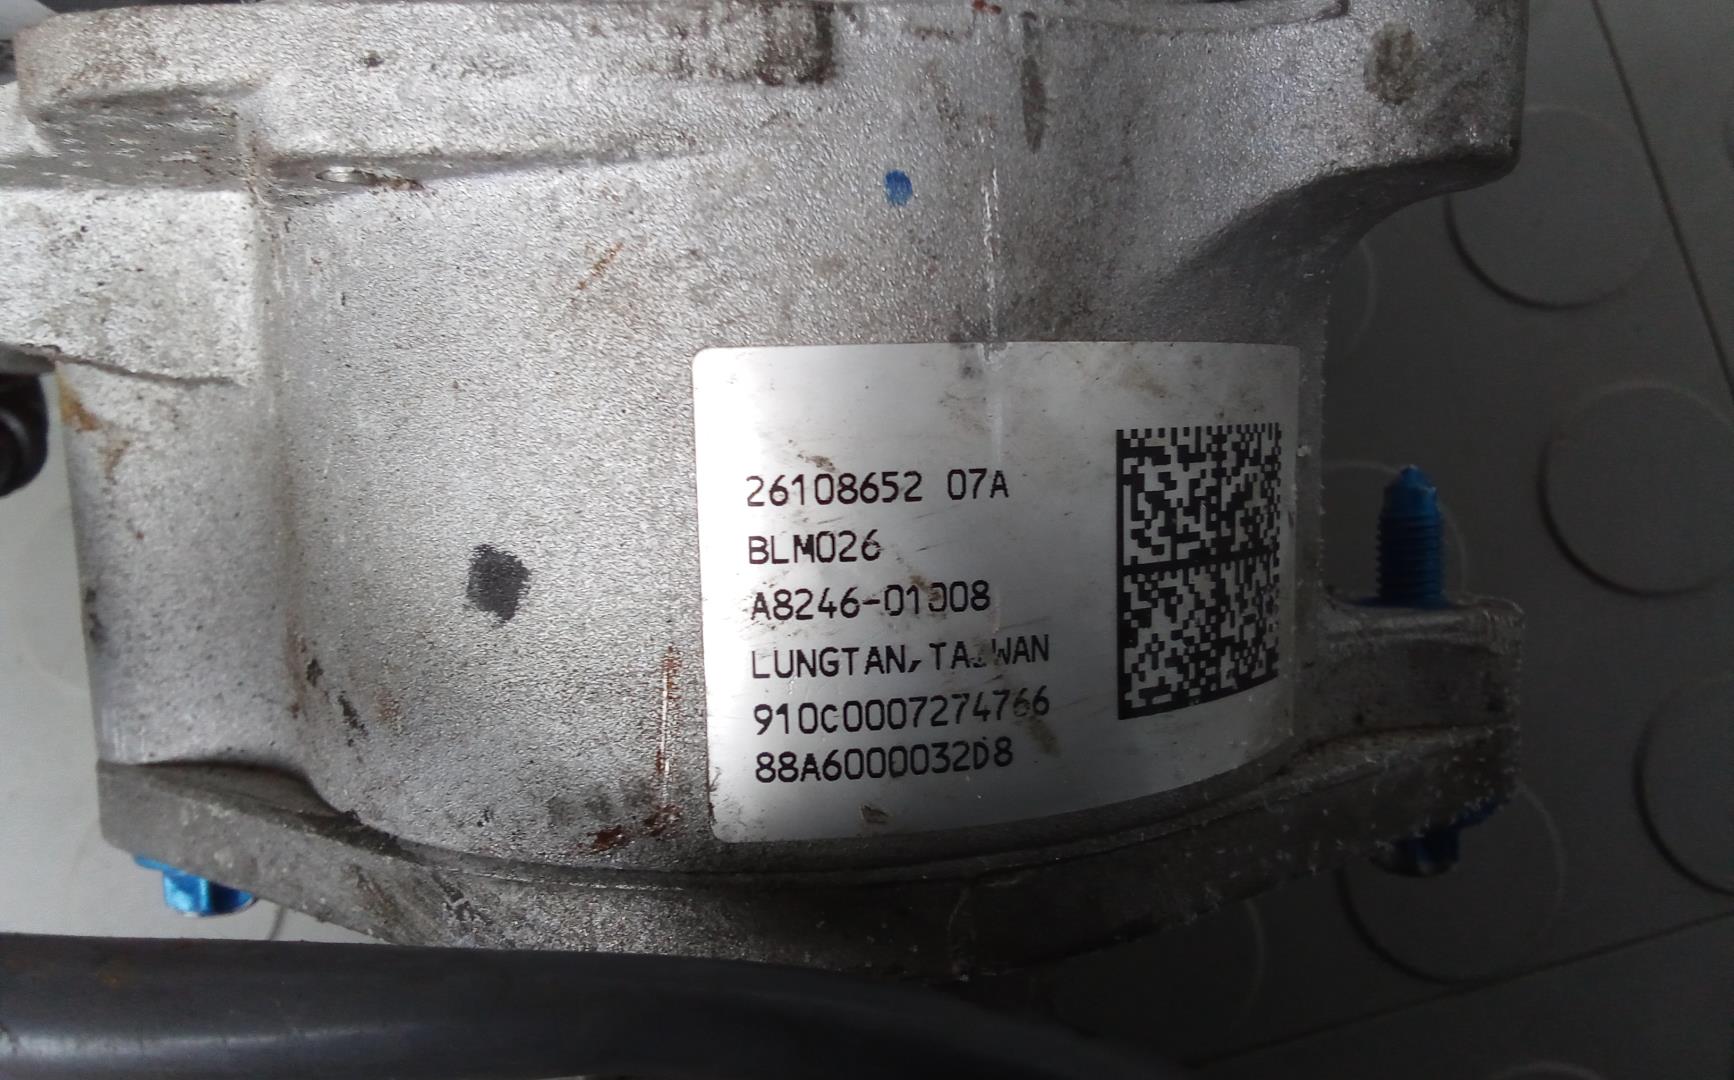 26108652 07A
BLM026
A8246-01008
LUNGTAN, TAIWAN
910C0007274766
88A6000032D8